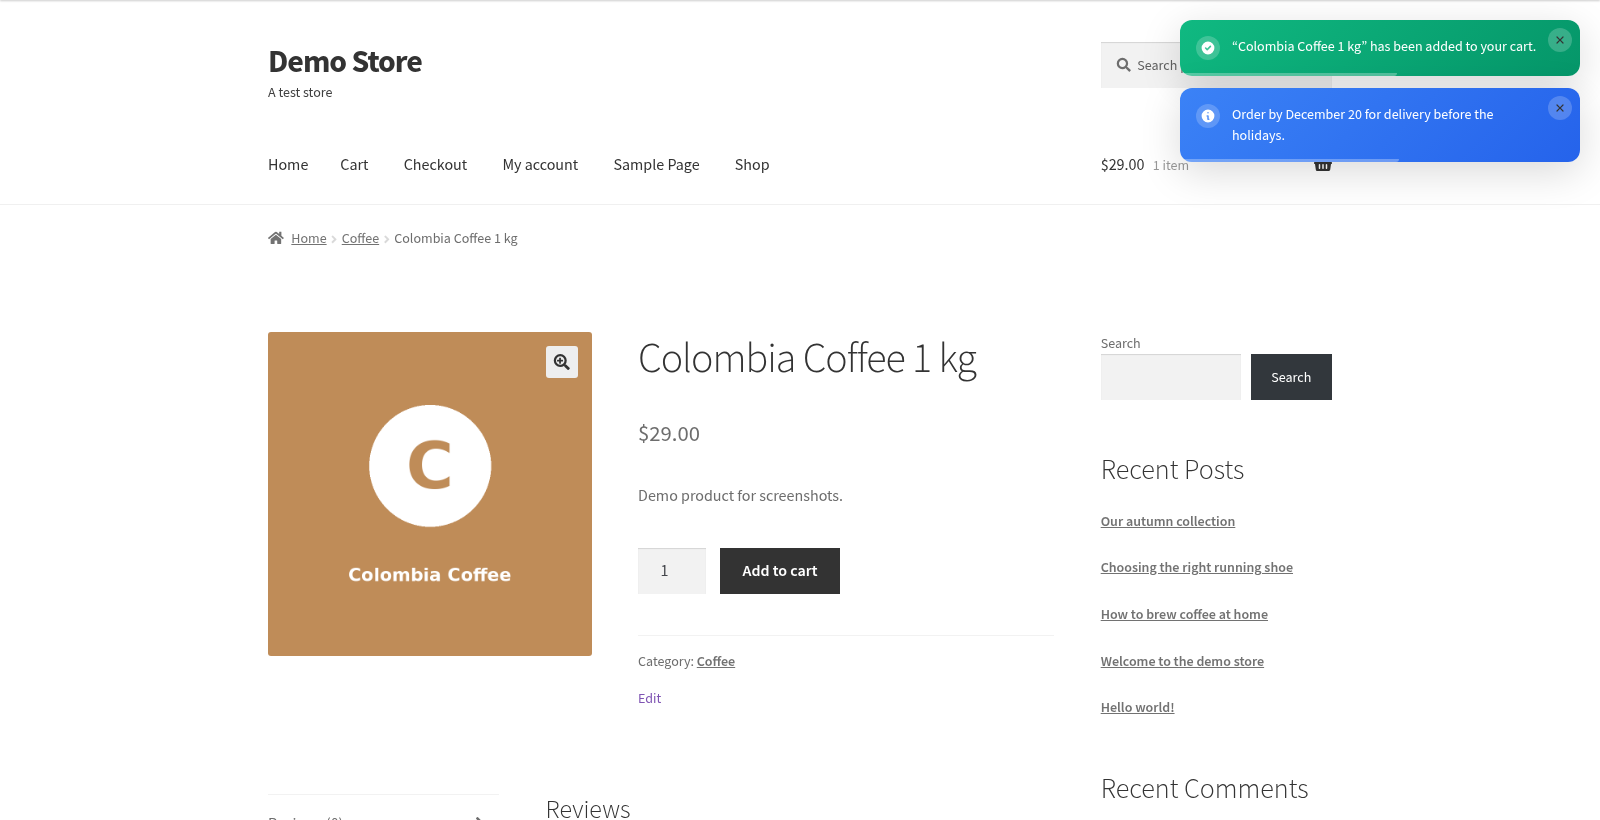 Demo Store
A test store
Search
“Colombia Coffee 1 kg” has been added to your cart.
Order by December 20 for delivery before the
holidays.
Home Cart Checkout My account Sample Page Shop
$29.00 1 item
Home Coffee Colombia Coffee 1 kg
C
Colombia Coffee
Colombia Coffee 1 kg
$29.00
Demo product for screenshots.
1 Add to cart
Category: Coffee
Edit
Search
Search
Recent Posts
Our autumn collection
Choosing the right running shoe
How to brew coffee at home
Welcome to the demo store
Hello world!
Recent Comments
Reviews (0)
Reviews